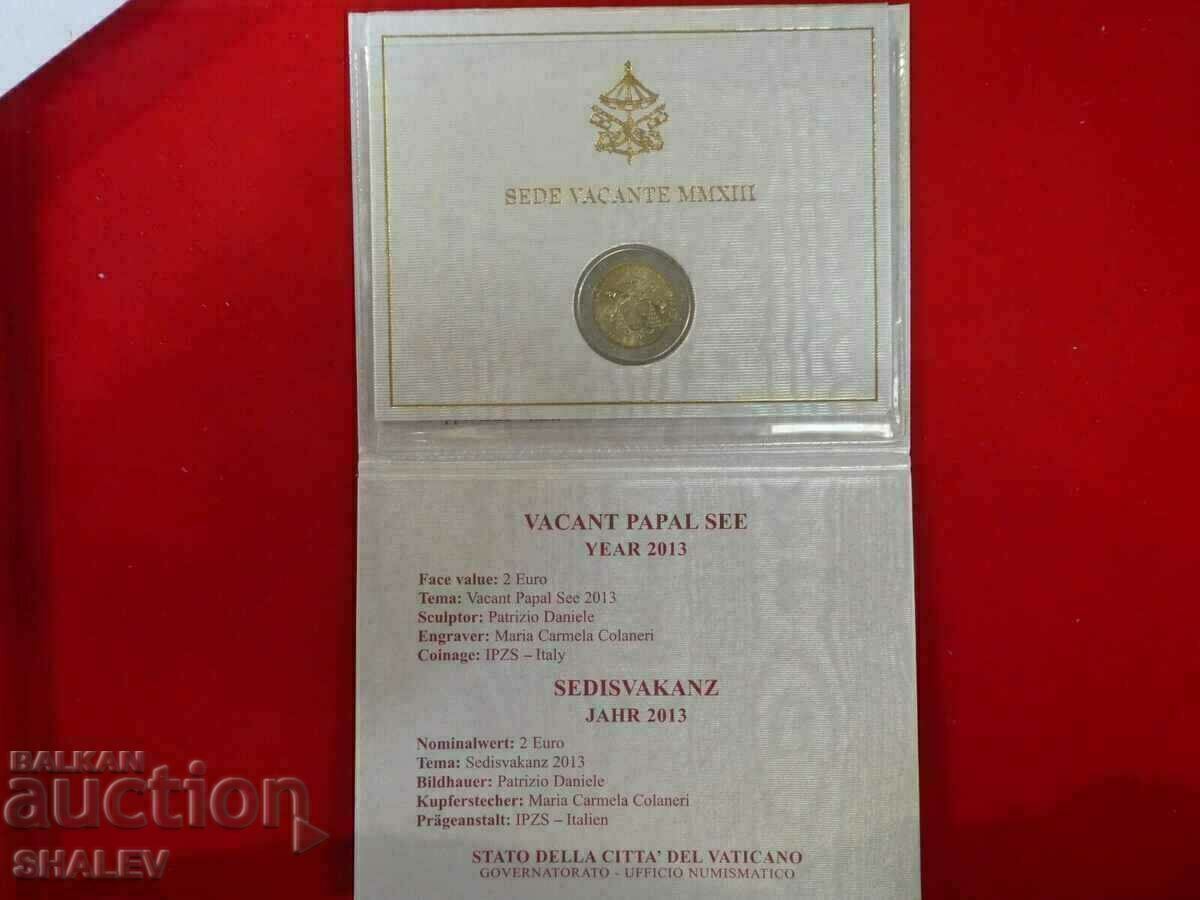 SEDE VACANTE MMXIII
VACANT PAPAL SEE
YEAR 2013
Face value: 2 Euro
Tema: Vacant Papal See 2013
Sculptor: Patrizio Daniele
Engraver: Maria Carmela Colaneri
Coinage: IPZS – Italy
SEDISVAKANZ
JAHR 2013
Nominalwert: 2 Euro
Tema: Sedisvakanz 2013
Bildhauer: Patrizio Daniele
Kupferstecher: Maria Carmela Colaneri
Prägeanstalt: IPZS – Italien
STATO DELLA CITTA' DEL VATICANO
GOVERNATORATO - UFFICIO NUMISMATICO
BALKAN
auction
SHALEV